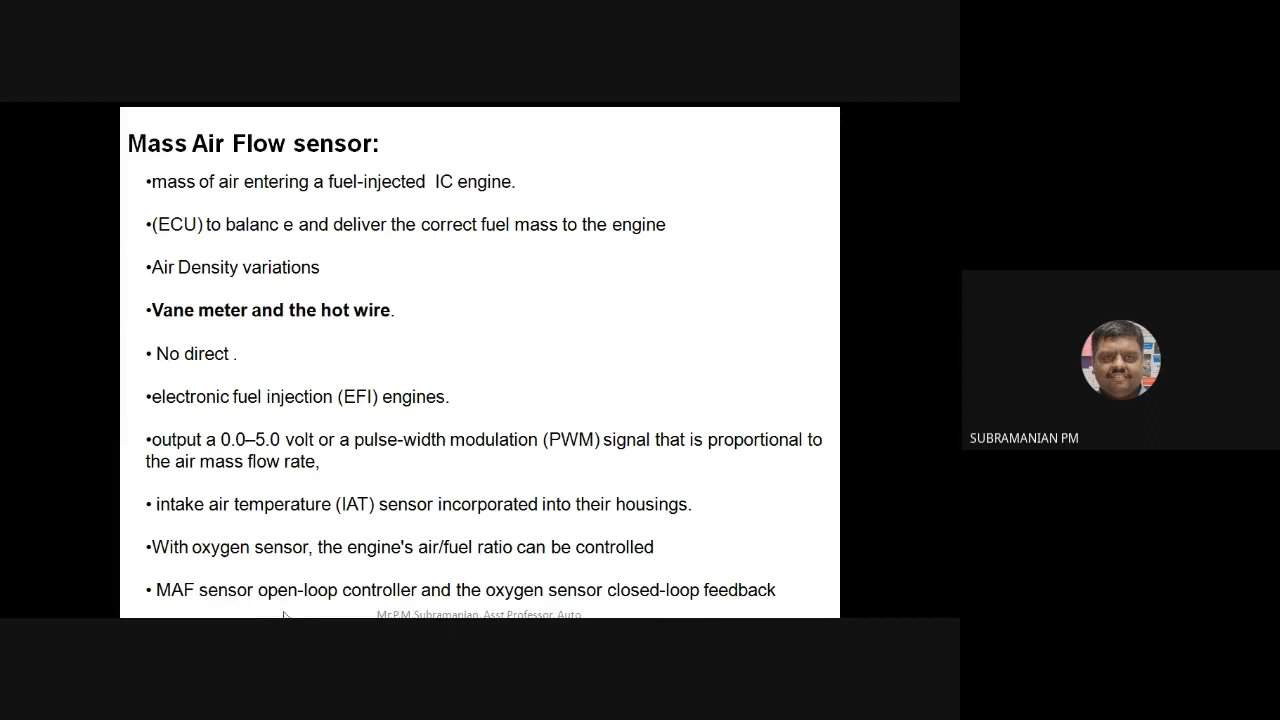 Mass Air Flow sensor:
•mass of air entering a fuel-injected IC engine.
•(ECU) to balanc e and deliver the correct fuel mass to the engine
•Air Density variations
•Vane meter and the hot wire.
• No direct .
•electronic fuel injection (EFI) engines.
•output a 0.0–5.0 volt or a pulse-width modulation (PWM) signal that is proportional to
the air mass flow rate,
• intake air temperature (IAT) sensor incorporated into their housings.
•With oxygen sensor, the engine's air/fuel ratio can be controlled
• MAF sensor open-loop controller and the oxygen sensor closed-loop feedback
Mr.P.M Subramanian, Asst Professor, Auto
SUBRAMANIAN PM